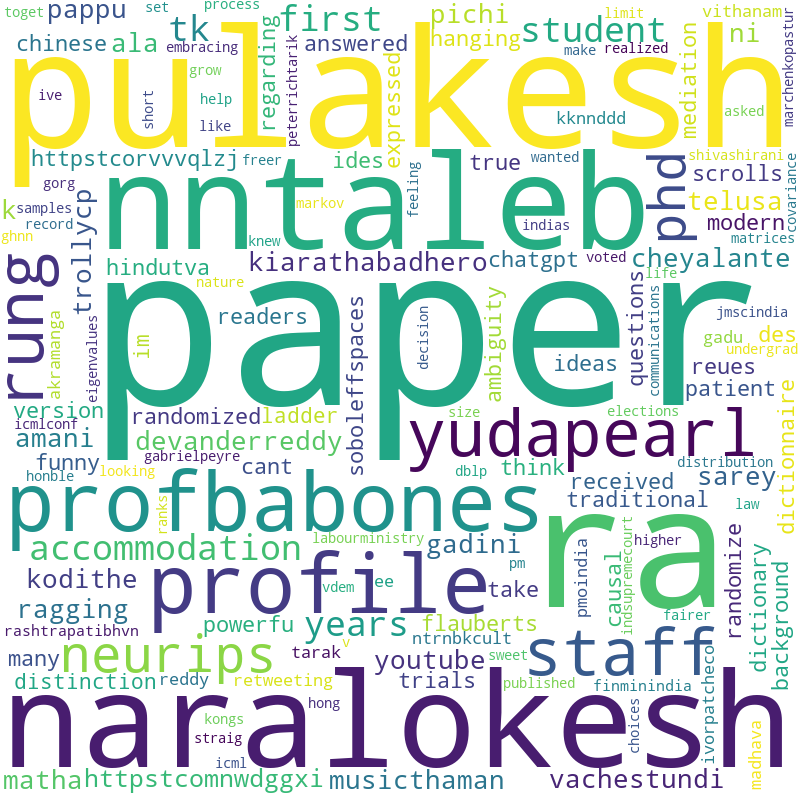 toget set process
pappu tk first pichi vithanam limit
chinese ala embracing regarding answered hanging student ni
pulakesh
ive grow help like short peterrichtarik expressed make realized mediation asked marchenkopastur
kknnddd
httpstcorvvvqlzj freer ides true wanted shivashirani
nntaleb
gorg samples record k ghnn trollycp markov feeling phd scrolls telusa covariance
knew indias voted modern matrices
rung hindutva kiarathabadhero chatgpt cheyalante
nature life
paper
akramanga eigenvalues im readers soboleffspaces decision ambiguity ideas questions communications jmscindia gadu des undergrad
reues patient
version icmlconf randomized ladder size elections dictionnaire
amani devanderreddy yudapearl
funny gabrielpeyre cant
honble looking dblp think received distribution sarey
profbabones
ranks traditional law
accommodation labourministry gadini ra higher
kodithe profile vdem ee pm take pmoindia causal indsupremecourt randomize dictionary background
ragging fairer
rashtrapatibhvn powerfu years flauberts
many neurips v tarak ntrnbkcult staff
youtube sweet
distinction reddy retweeting trials published finminindia ivorpatcheco
naralokesh
kongs hong choices madhava
straig
icml
matha httpstcomnwdggxi musicthaman vachestundi